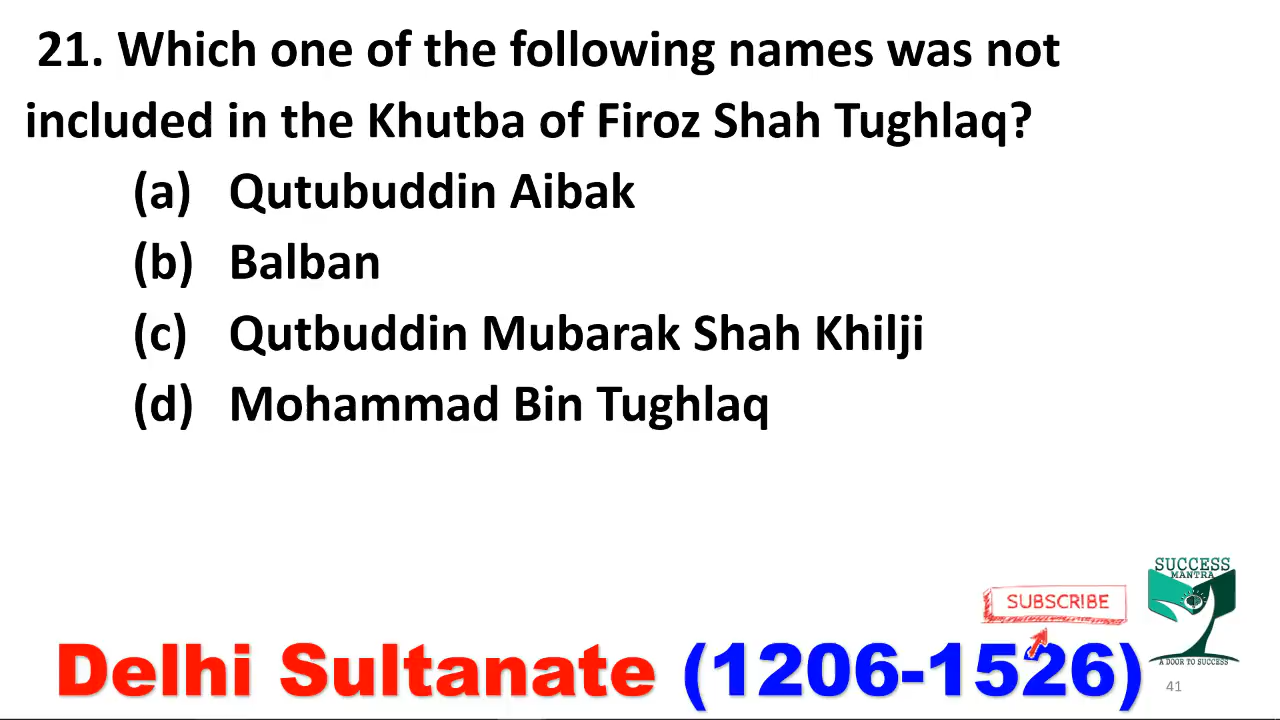 21. Which one of the following names was not
included in the Khutba of Firoz Shah Tughlaq?
(a) Qutubuddin Aibak
(b) Balban
(c) Qutbuddin Mubarak Shah Khilji
(d) Mohammad Bin Tughlaq
SUCCESS
MANTRA
SUBSCRIBE
A DOOR TO SUCCESS
Delhi Sultanate (1206-1526)
41